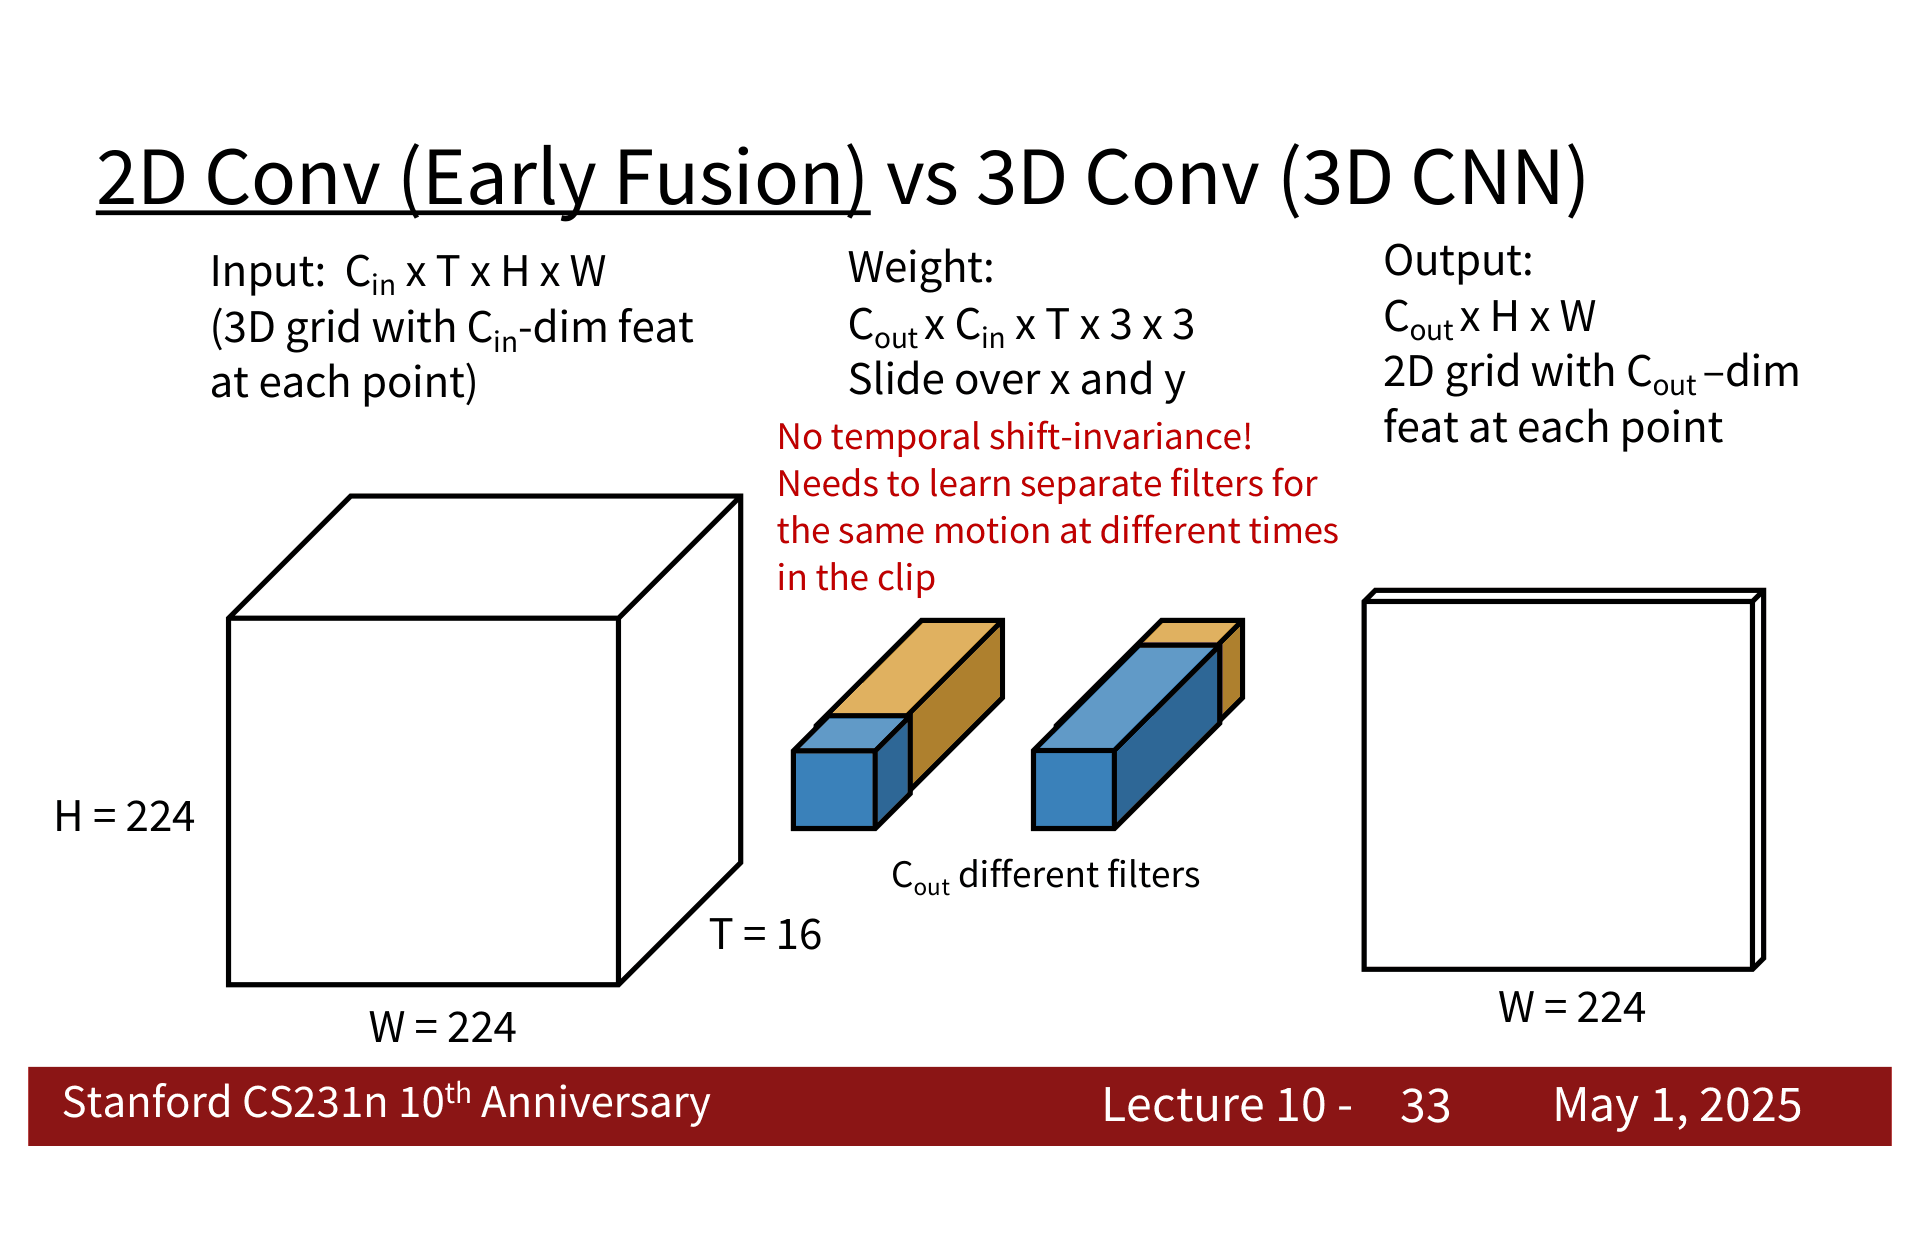 2D Conv (Early Fusion) vs 3D Conv (3D CNN)
Input: Cin x T x H x W
(3D grid with Cin-dim feat
at each point)
Weight:
Cout x Cin x T x 3 x 3
Slide over x and y
No temporal shift-invariance!
Needs to learn separate filters for
the same motion at different times
in the clip
Output:
Cout x H x W
2D grid with Cout –dim
feat at each point
H = 224
W = 224
T = 16
Cout different filters
W = 224
Stanford CS231n 10th Anniversary
Lecture 10 - 33
May 1, 2025